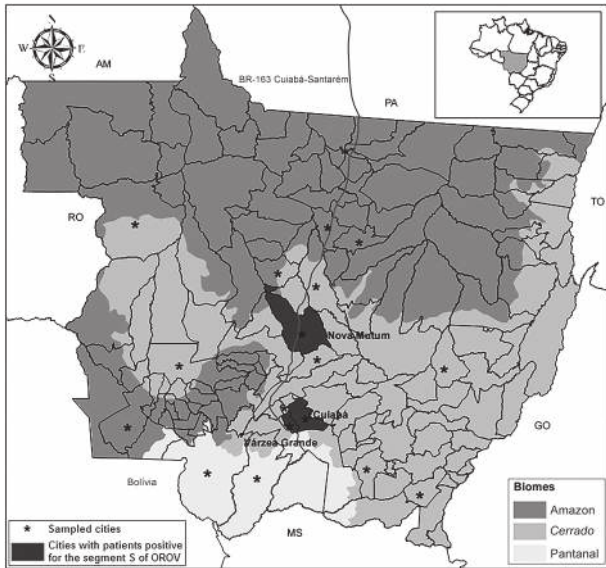 N
W E
S
AM
BR-163 Cuiabá-Santarém
PA
RO
TO
Nova Mutum
Cuiabá
Várzea Grande
GO
Bolívia
MS
* Sampled cities
Cities with patients positive
for the segment S of OROV
Biomes
Amazon
Cerrado
Pantanal